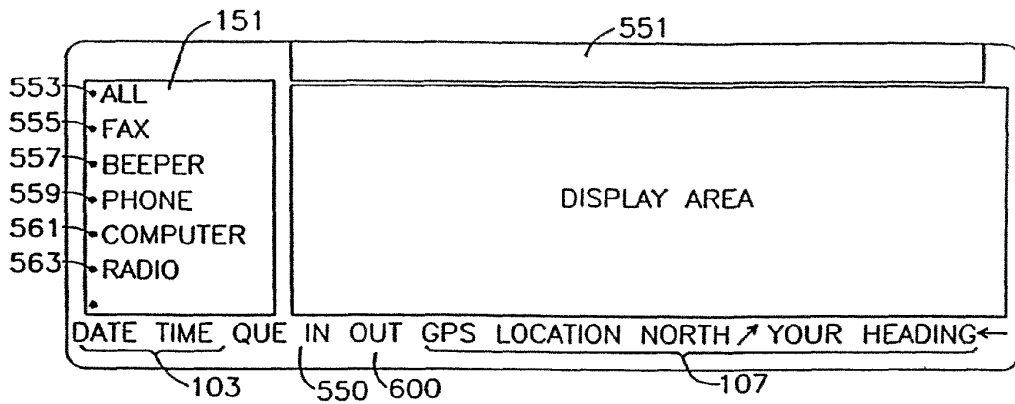 151
551
553 ALL
555 FAX
557 BEEPER
559 PHONE
561 COMPUTER
563 RADIO
DISPLAY AREA
DATE TIME QUE IN OUT GPS LOCATION NORTH ↗ YOUR HEADING ←
103
550
600
107